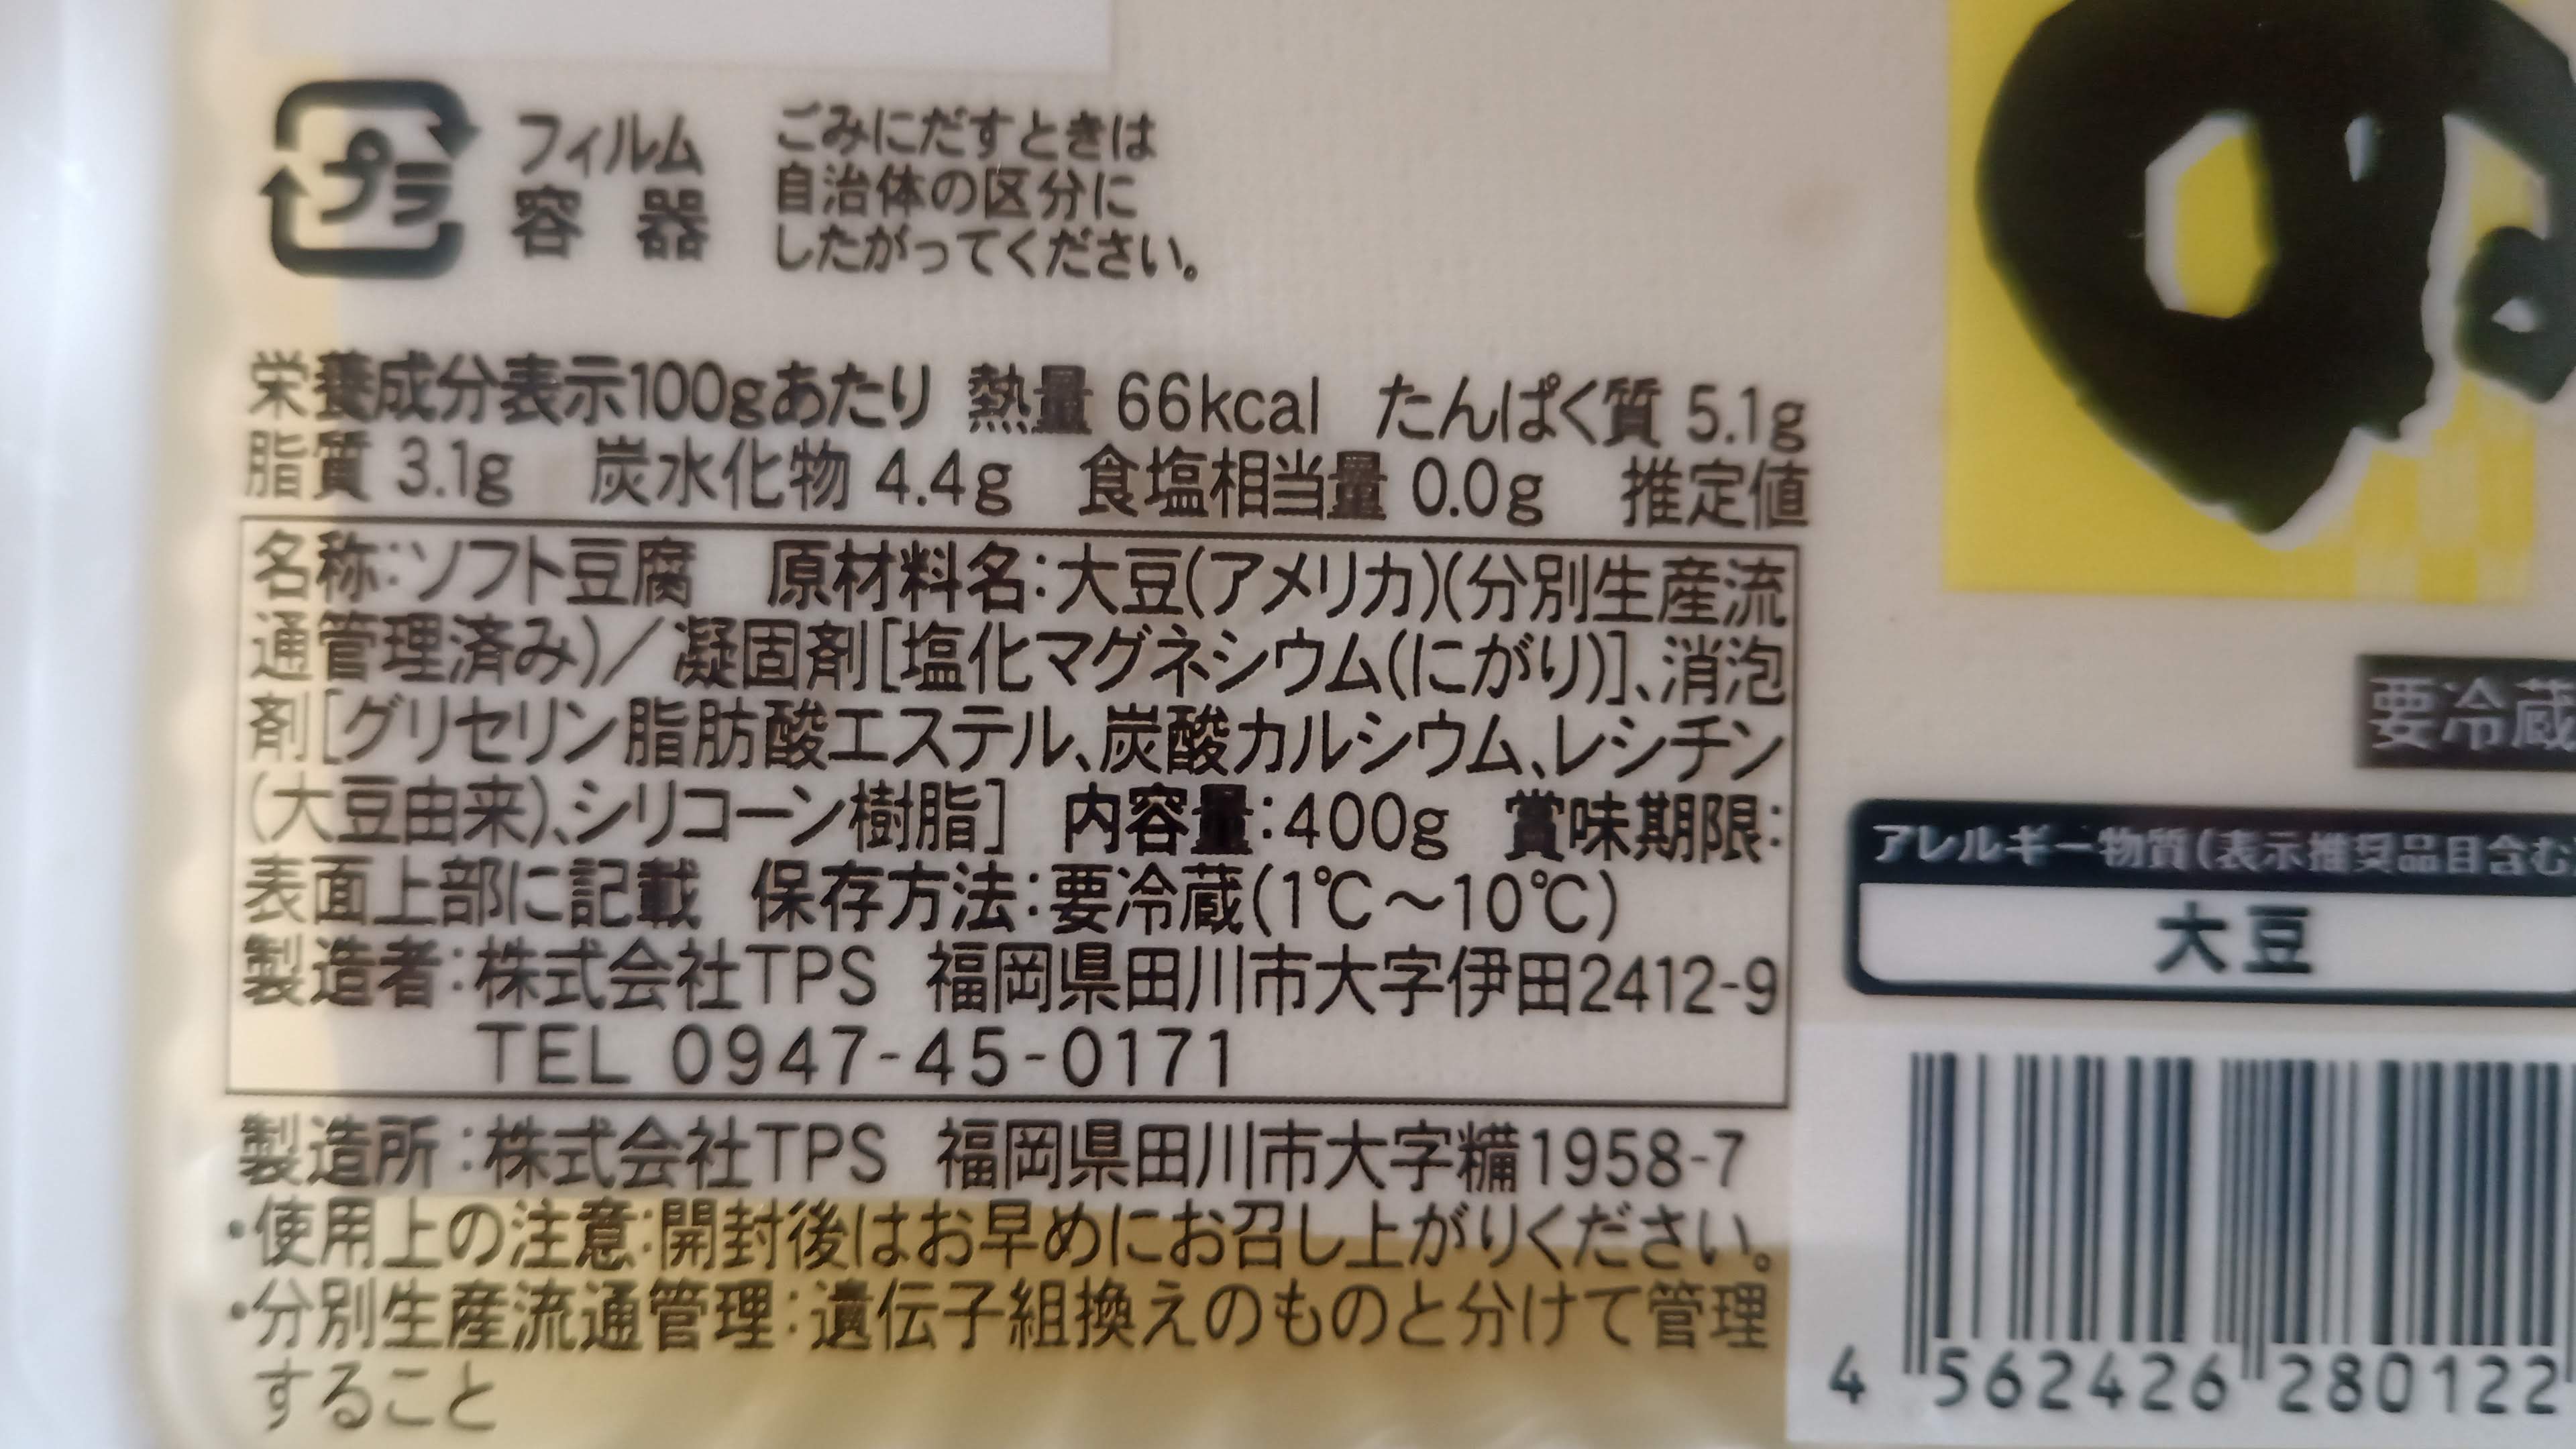 プラ
フィルム
容器
ごみにだすときは
自治体の区分に
したがってください。
栄養成分表示100gあたり 熱量 66kcal たんぱく質 5.1g
脂質 3.1g 炭水化物 4.4g 食塩相当量 0.0g 推定値
名称:ソフト豆腐 原材料名:大豆(アメリカ)(分別生産流
通管理済み)/凝固剤[塩化マグネシウム(にがり)]、消泡
剤[グリセリン脂肪酸エステル、炭酸カルシウム、レシチン
(大豆由来)、シリコーン樹脂] 内容量:400g 賞味期限:
表面上部に記載 保存方法:要冷蔵(1℃～10℃)
製造者:株式会社TPS 福岡県田川市大字伊田2412-9
TEL 0947-45-0171
製造所:株式会社TPS 福岡県田川市大字糒1958-7
・使用上の注意:開封後はお早めにお召し上がりください。
・分別生産流通管理:遺伝子組換えのものと分けて管理
すること
要冷蔵
アレルギー物質(表示推奨品目含む
大豆
4 562426 280122